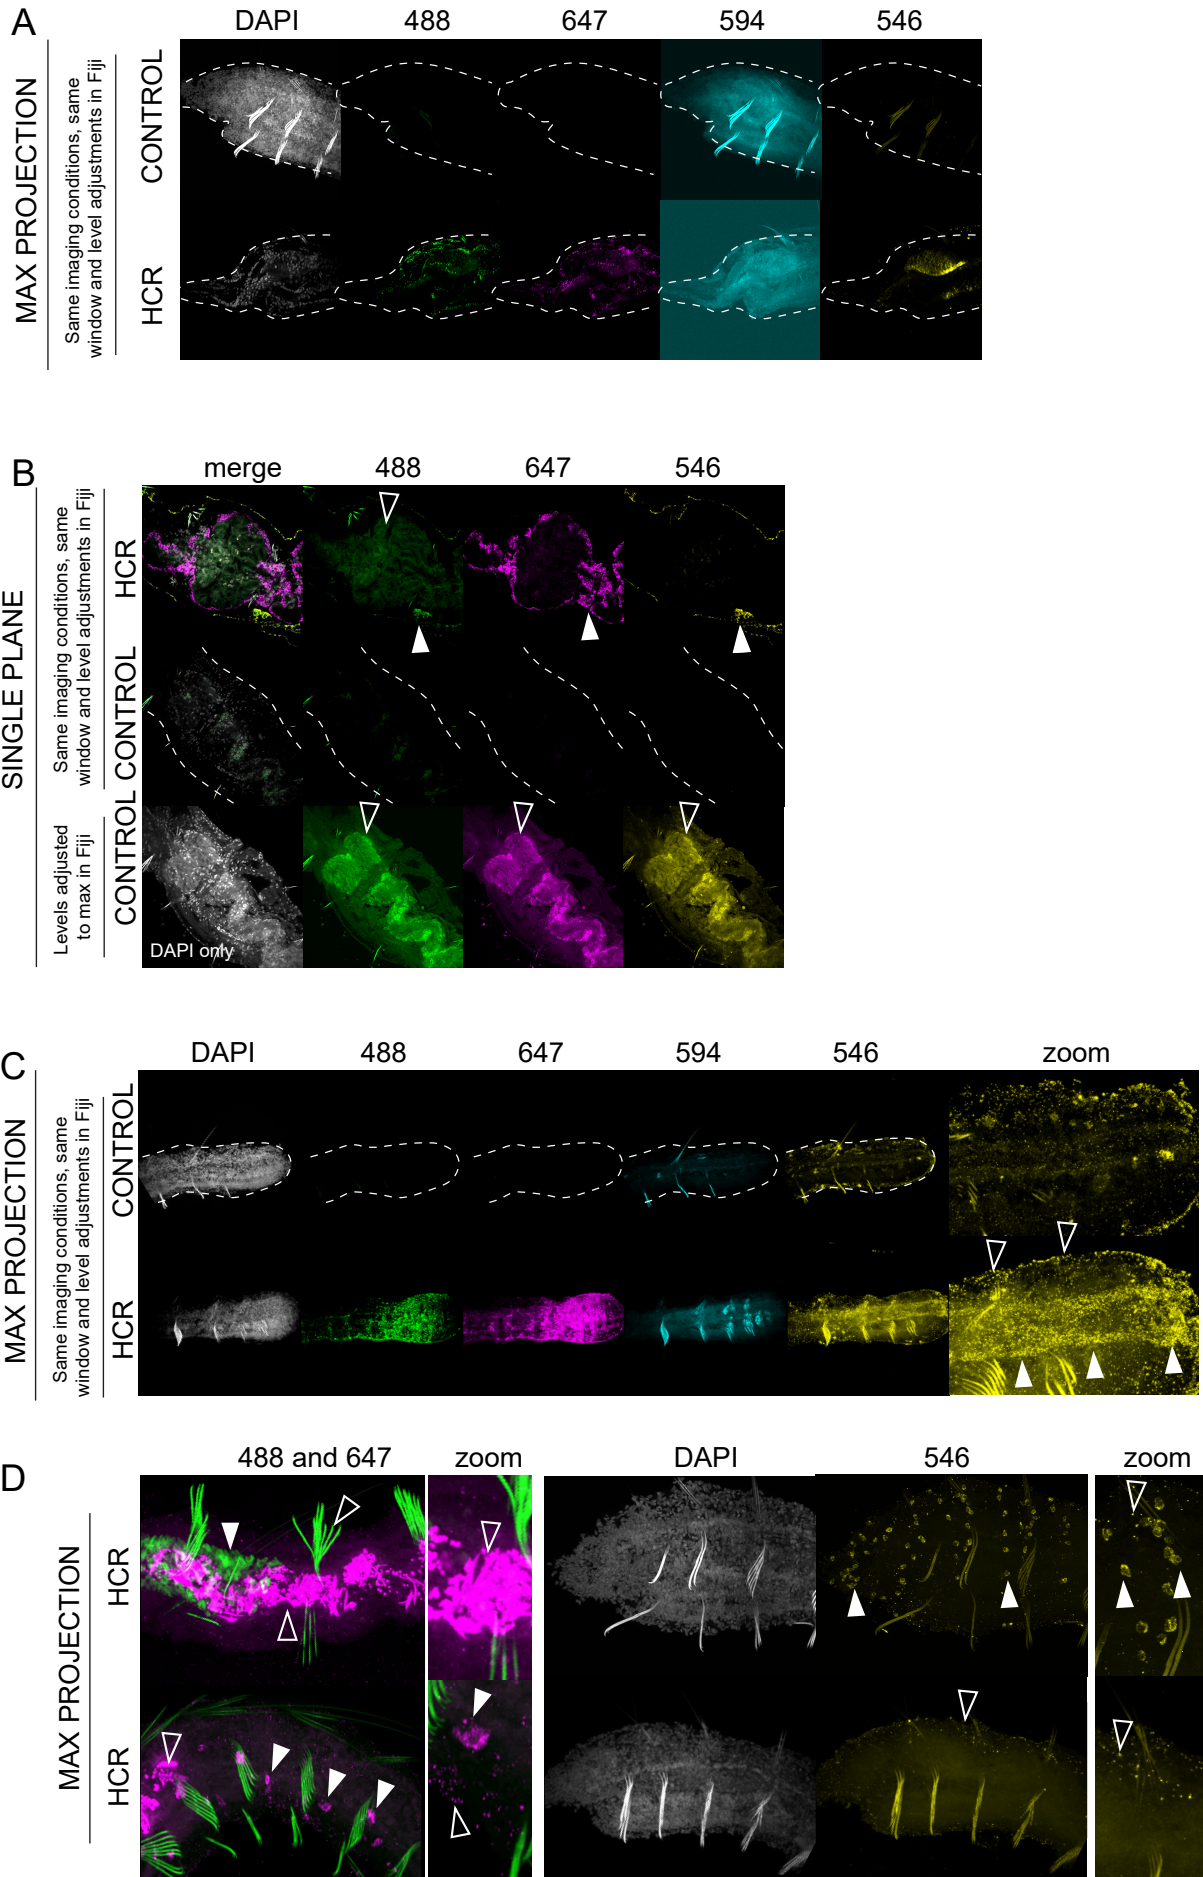 A
DAPI 488 647 594 546
MAX PROJECTION
Same imaging conditions, same
window and level adjustments in Fiji
CONTROL
HCR
B
merge 488 647 546
SINGLE PLANE
Same imaging conditions, same
window and level adjustments in Fiji
HCR
CONTROL
Levels adjusted
to max in Fiji
CONTROL
DAPI only
C
DAPI 488 647 594 546 zoom
MAX PROJECTION
Same imaging conditions, same
window and level adjustments in Fiji
CONTROL
HCR
D
488 and 647 zoom DAPI 546 zoom
MAX PROJECTION
HCR
HCR